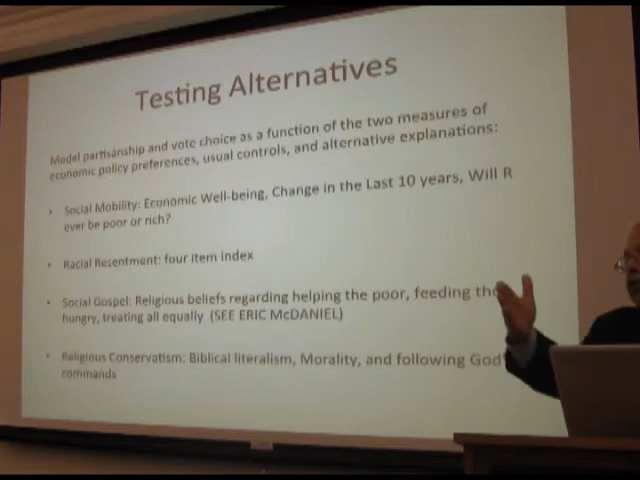 Testing Alternatives
Model partisanship and vote choice as a function of the two measures of
economic policy preferences, usual controls, and alternative explanations:
• Social Mobility: Economic Well-being, Change in the Last 10 years, Will R
ever be poor or rich?
• Racial Resentment: four item index
• Social Gospel: Religious beliefs regarding helping the poor, feeding the
hungry, treating all equally (SEE ERIC McDANIEL)
• Religious Conservatism: Biblical literalism, Morality, and following God'
commands